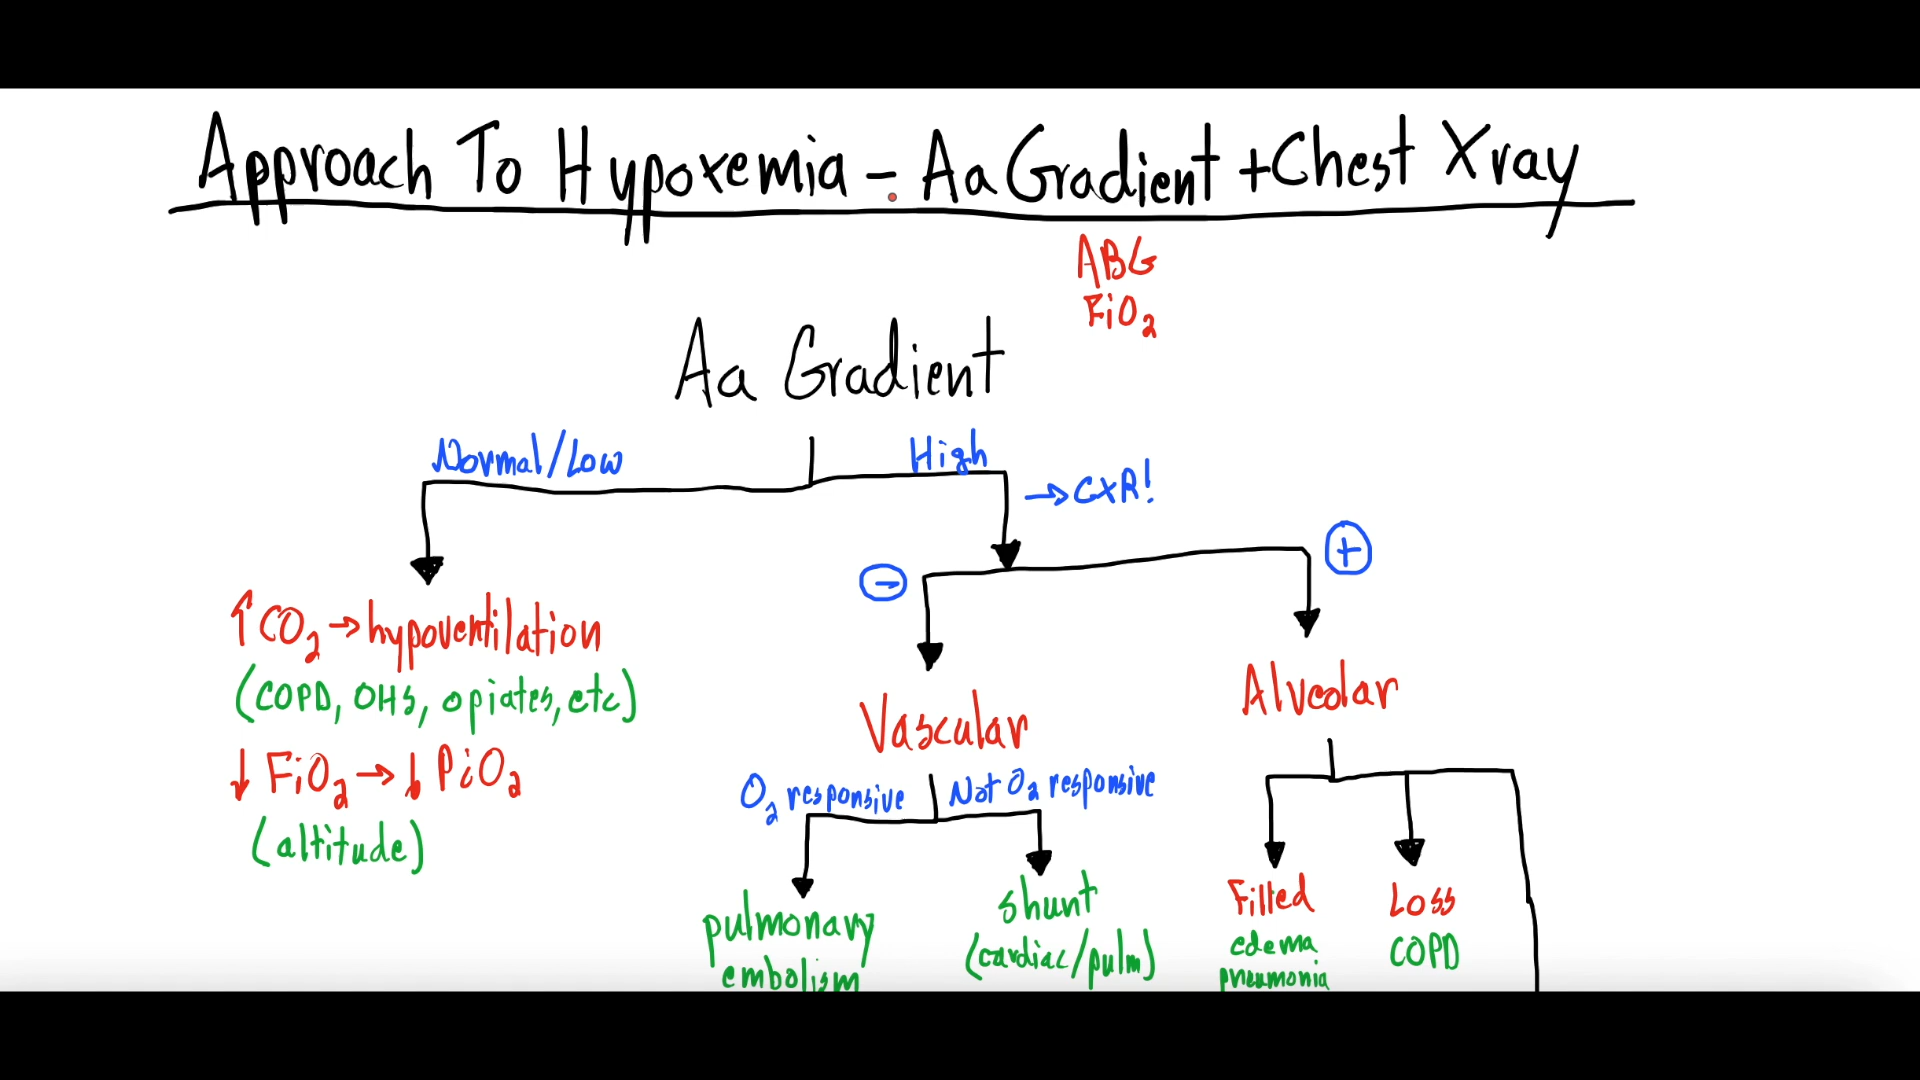 Approach To Hypoxemia - Aa Gradient + Chest Xray
ABG
FiO2
Aa Gradient
Normal/Low
High
→ CXR!
-
+
↑CO2 → hypoventilation
(COPD, OHS, opiates, etc)
↓ FiO2 → ↓ PiO2
(altitude)
Vascular
Alveolar
O2 responsive
Not O2 responsive
pulmonary
embolism
shunt
(cardiac/pulm)
Filled
edema
pneumonia
Loss
COPD